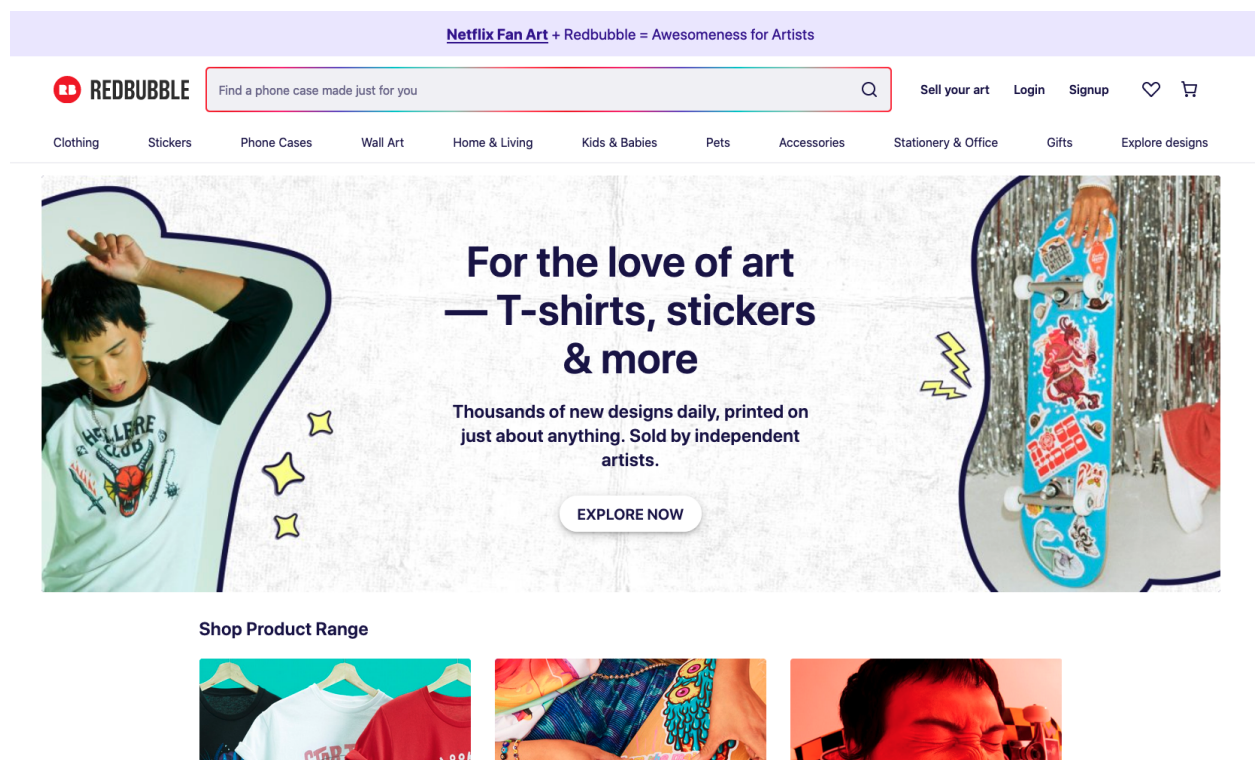 Netflix Fan Art + Redbubble = Awesomeness for Artists
RB REDBUBBLE
Find a phone case made just for you
Sell your art Login Signup
Clothing Stickers Phone Cases Wall Art Home & Living Kids & Babies Pets Accessories Stationery & Office Gifts Explore designs
For the love of art
— T-shirts, stickers
& more
Thousands of new designs daily, printed on
just about anything. Sold by independent
artists.
EXPLORE NOW
HELLFIRE
CLUB
Shop Product Range